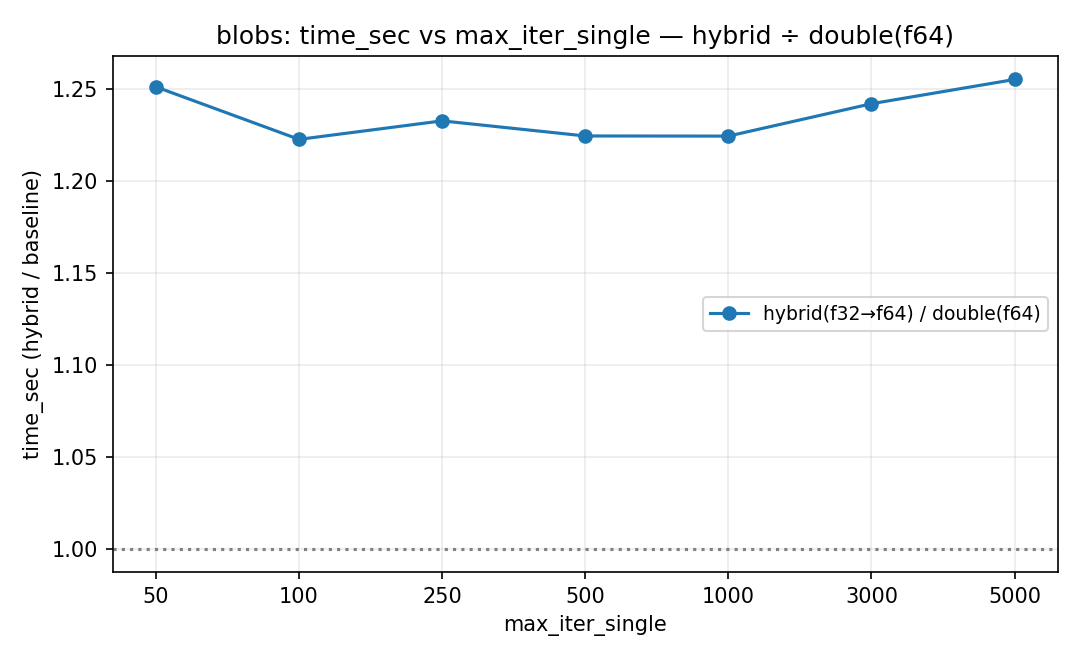 blobs: time_sec vs max_iter_single — hybrid ÷ double(f64)
time_sec (hybrid / baseline)
1.25
1.20
1.15
1.10
1.05
1.00
hybrid(f32→f64) / double(f64)
50 100 250 500 1000 3000 5000
max_iter_single